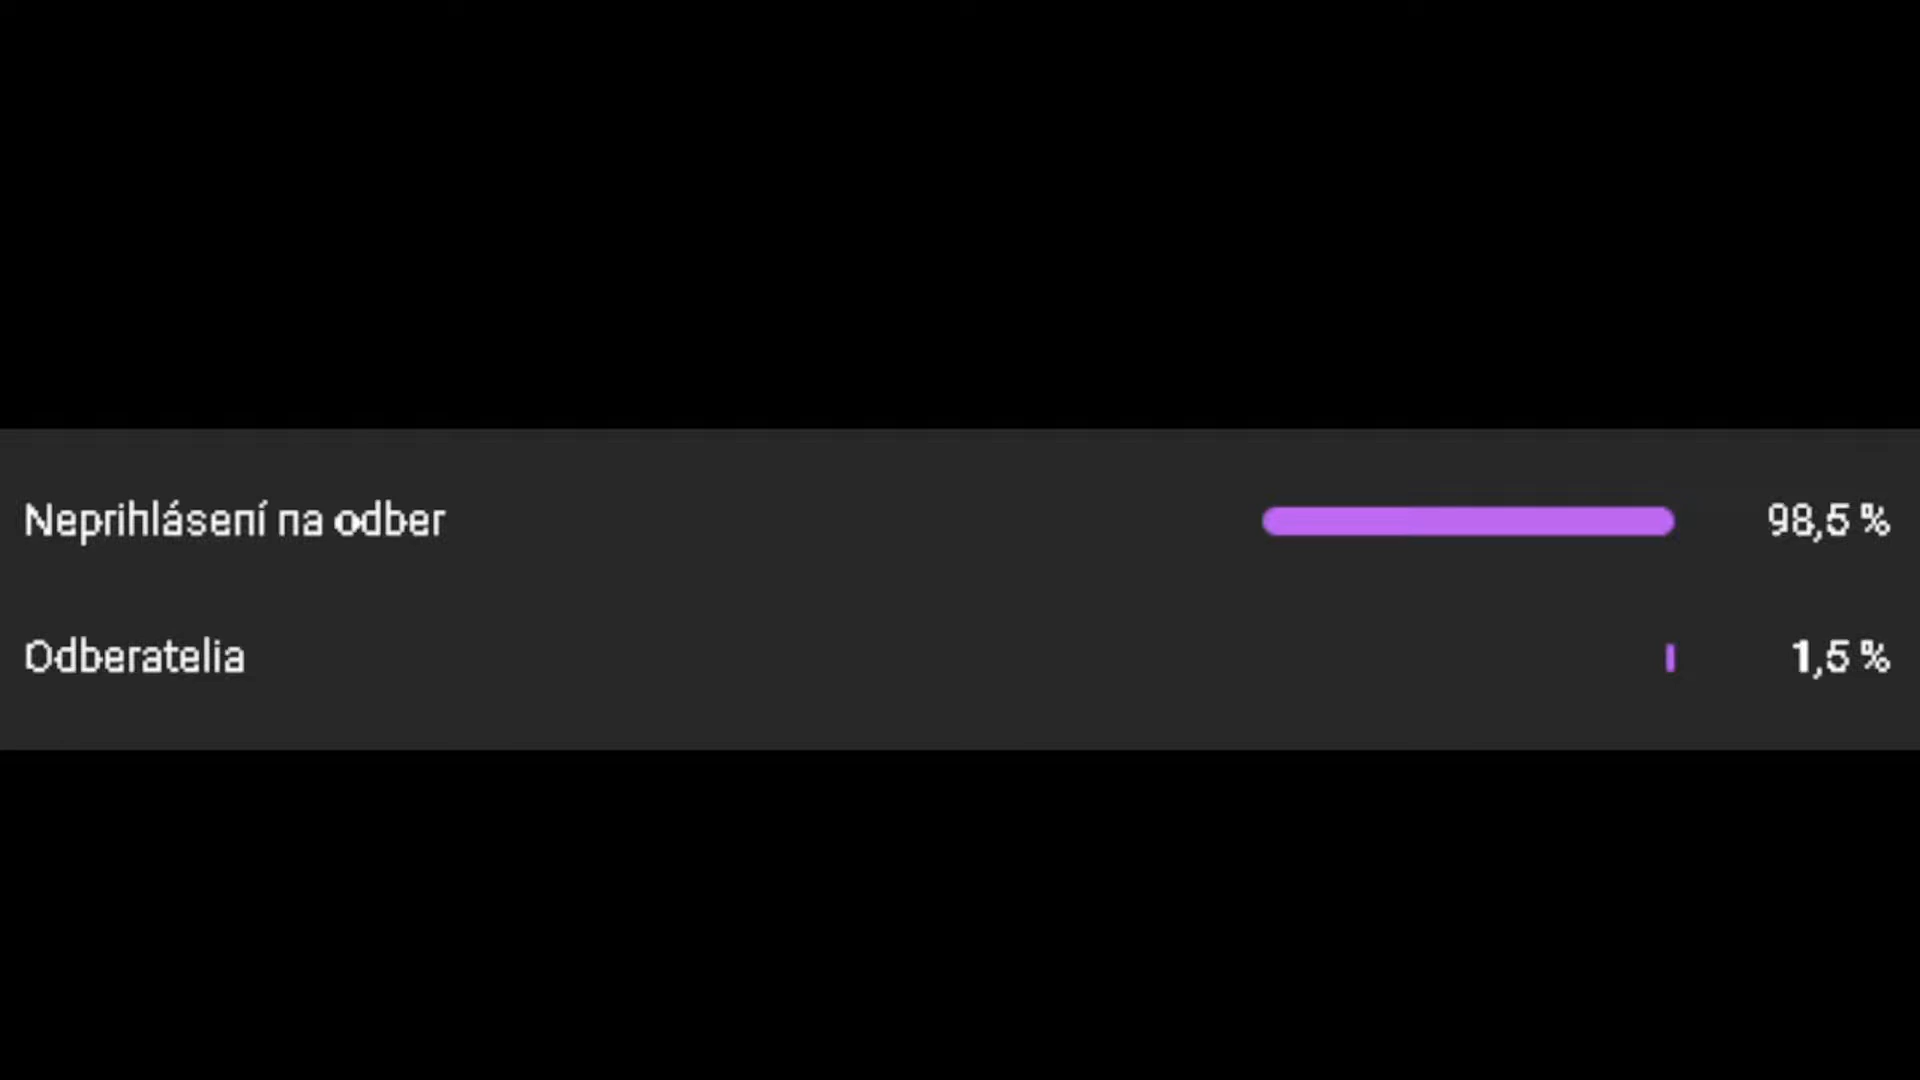 Neprihlásení na odber 98,5 %
Odberatelia 1,5 %